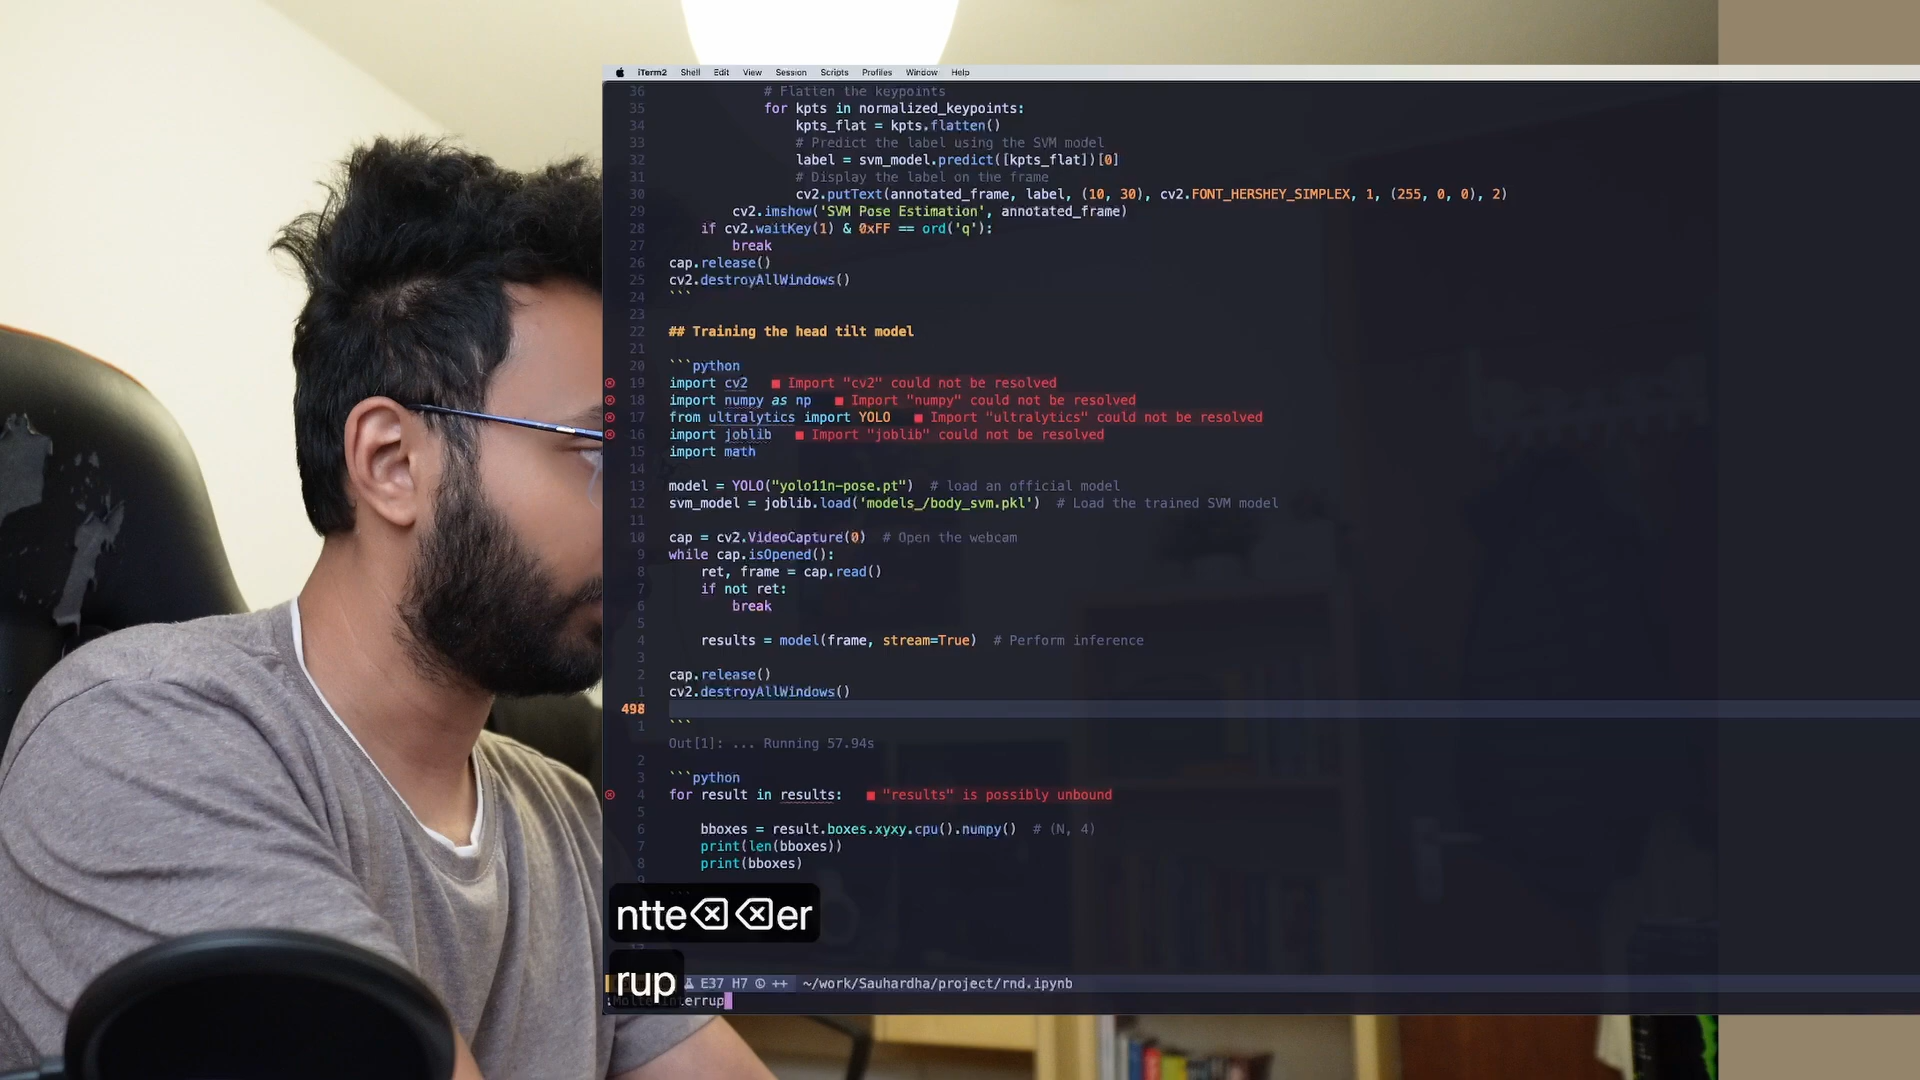 iTerm2 Shell Edit View Session Scripts Profiles Window Help
36 # Flatten the keypoints
35 for kpts in normalized_keypoints:
34 kpts_flat = kpts.flatten()
33 # Predict the label using the SVM model
32 label = svm_model.predict([kpts_flat])[0]
31 # Display the label on the frame
30 cv2.putText(annotated_frame, label, (10, 30), cv2.FONT_HERSHEY_SIMPLEX, 1, (255, 0, 0), 2)
29 cv2.imshow('SVM Pose Estimation', annotated_frame)
28 if cv2.waitKey(1) & 0xFF == ord('q'):
27 break
26 cap.release()
25 cv2.destroyAllWindows()
24 ```
23
22 ## Training the head tilt model
21
20 ```python
19 import cv2 ■ Import "cv2" could not be resolved
18 import numpy as np ■ Import "numpy" could not be resolved
17 from ultralytics import YOLO ■ Import "ultralytics" could not be resolved
16 import joblib ■ Import "joblib" could not be resolved
15 import math
14
13 model = YOLO("yolo11n-pose.pt") # load an official model
12 svm_model = joblib.load('models_/body_svm.pkl') # Load the trained SVM model
11
10 cap = cv2.VideoCapture(0) # Open the webcam
9 while cap.isOpened():
8 ret, frame = cap.read()
7 if not ret:
6 break
5
4 results = model(frame, stream=True) # Perform inference
3
2 cap.release()
1 cv2.destroyAllWindows()
498
1 ```
Out[1]: ... Running 57.94s
2
3 ```python
4 for result in results: ■ "results" is possibly unbound
5
6 bboxes = result.boxes.xyxy.cpu().numpy() # (N, 4)
7 print(len(bboxes))
8 print(bboxes)
9
ntte⌫⌫er
rup
E37 H7 ++ ~/work/Sauhardha/project/rnd.ipynb
terrup